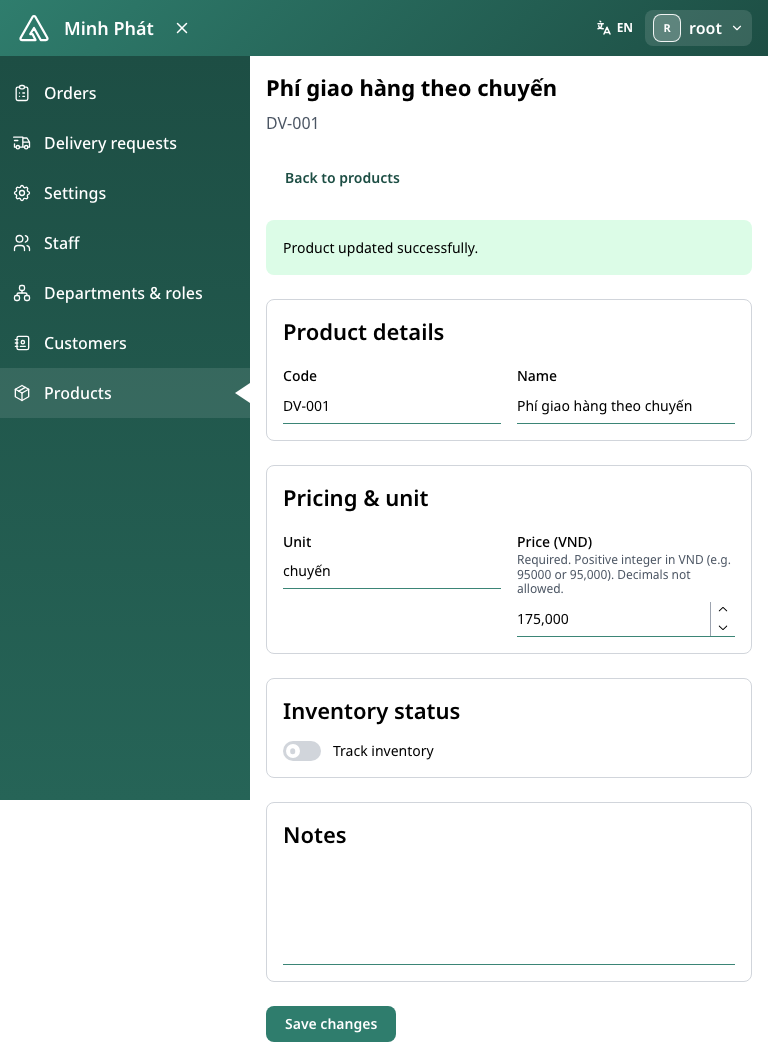 Minh Phát
EN
R
root
Orders
Delivery requests
Settings
Staff
Departments & roles
Customers
Products
Phí giao hàng theo chuyến
DV-001
Back to products
Product updated successfully.
Product details
Code
DV-001
Name
Phí giao hàng theo chuyến
Pricing & unit
Unit
chuyến
Price (VND)
Required. Positive integer in VND (e.g.
95000 or 95,000). Decimals not
allowed.
175,000
Inventory status
Track inventory
Notes
Save changes